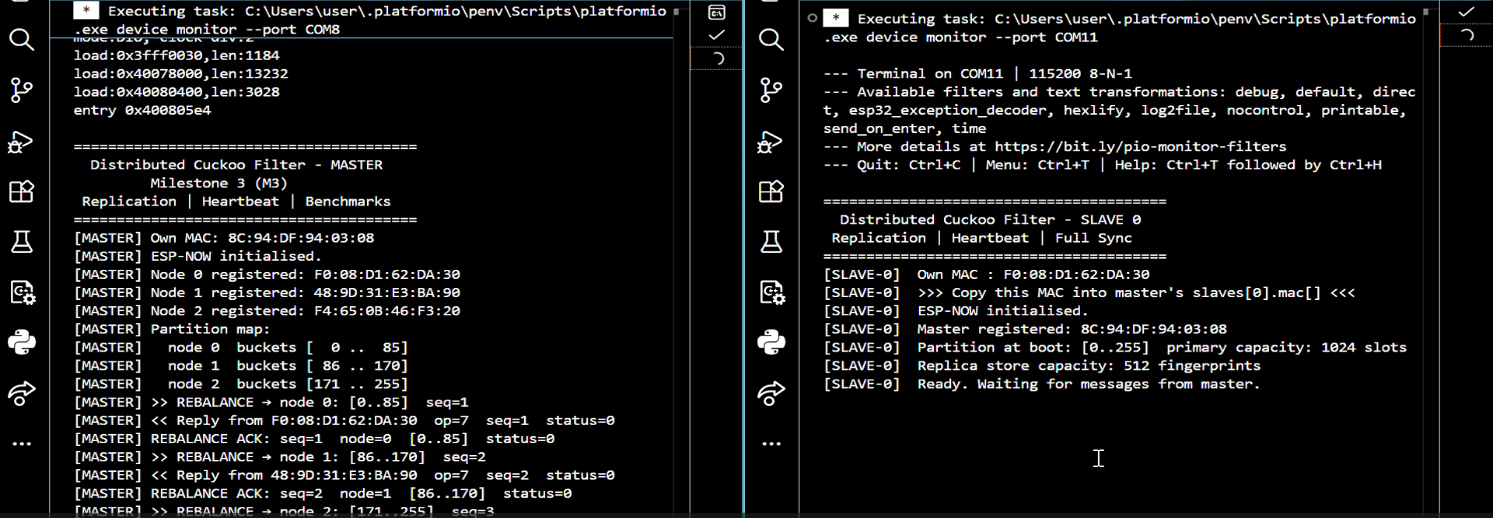 * Executing task: C:\Users\user\.platformio\penv\Scripts\platformio
.exe device monitor --port COM8
mode:DIO, clock div:2
load:0x3fff0030,len:1184
load:0x40078000,len:13232
load:0x40080400,len:3028
entry 0x400805e4
========================================
Distributed Cuckoo Filter - MASTER
Milestone 3 (M3)
Replication | Heartbeat | Benchmarks
========================================
[MASTER] Own MAC: 8C:94:DF:94:03:08
[MASTER] ESP-NOW initialised.
[MASTER] Node 0 registered: F0:08:D1:62:DA:30
[MASTER] Node 1 registered: 48:9D:31:E3:BA:90
[MASTER] Node 2 registered: F4:65:0B:46:F3:20
[MASTER] Partition map:
[MASTER]   node 0  buckets [  0 ..  85]
[MASTER]   node 1  buckets [ 86 .. 170]
[MASTER]   node 2  buckets [171 .. 255]
[MASTER] >> REBALANCE → node 0: [0..85]  seq=1
[MASTER] << Reply from F0:08:D1:62:DA:30  op=7  seq=1  status=0
[MASTER] REBALANCE ACK: seq=1  node=0  [0..85]  status=0
[MASTER] >> REBALANCE → node 1: [86..170]  seq=2
[MASTER] << Reply from 48:9D:31:E3:BA:90  op=7  seq=2  status=0
[MASTER] REBALANCE ACK: seq=2  node=1  [86..170]  status=0
[MASTER] >> REBALANCE → node 2: [171..255]  seq=3
* Executing task: C:\Users\user\.platformio\penv\Scripts\platformio
.exe device monitor --port COM11
--- Terminal on COM11 | 115200 8-N-1
--- Available filters and text transformations: debug, default, direc
t, esp32_exception_decoder, hexlify, log2file, nocontrol, printable,
send_on_enter, time
--- More details at https://bit.ly/pio-monitor-filters
--- Quit: Ctrl+C | Menu: Ctrl+T | Help: Ctrl+T followed by Ctrl+H
========================================
Distributed Cuckoo Filter - SLAVE 0
Replication | Heartbeat | Full Sync
========================================
[SLAVE-0]  Own MAC : F0:08:D1:62:DA:30
[SLAVE-0]  >>> Copy this MAC into master's slaves[0].mac[] <<<
[SLAVE-0]  ESP-NOW initialised.
[SLAVE-0]  Master registered: 8C:94:DF:94:03:08
[SLAVE-0]  Partition at boot: [0..255]  primary capacity: 1024 slots
[SLAVE-0]  Replica store capacity: 512 fingerprints
[SLAVE-0]  Ready. Waiting for messages from master.